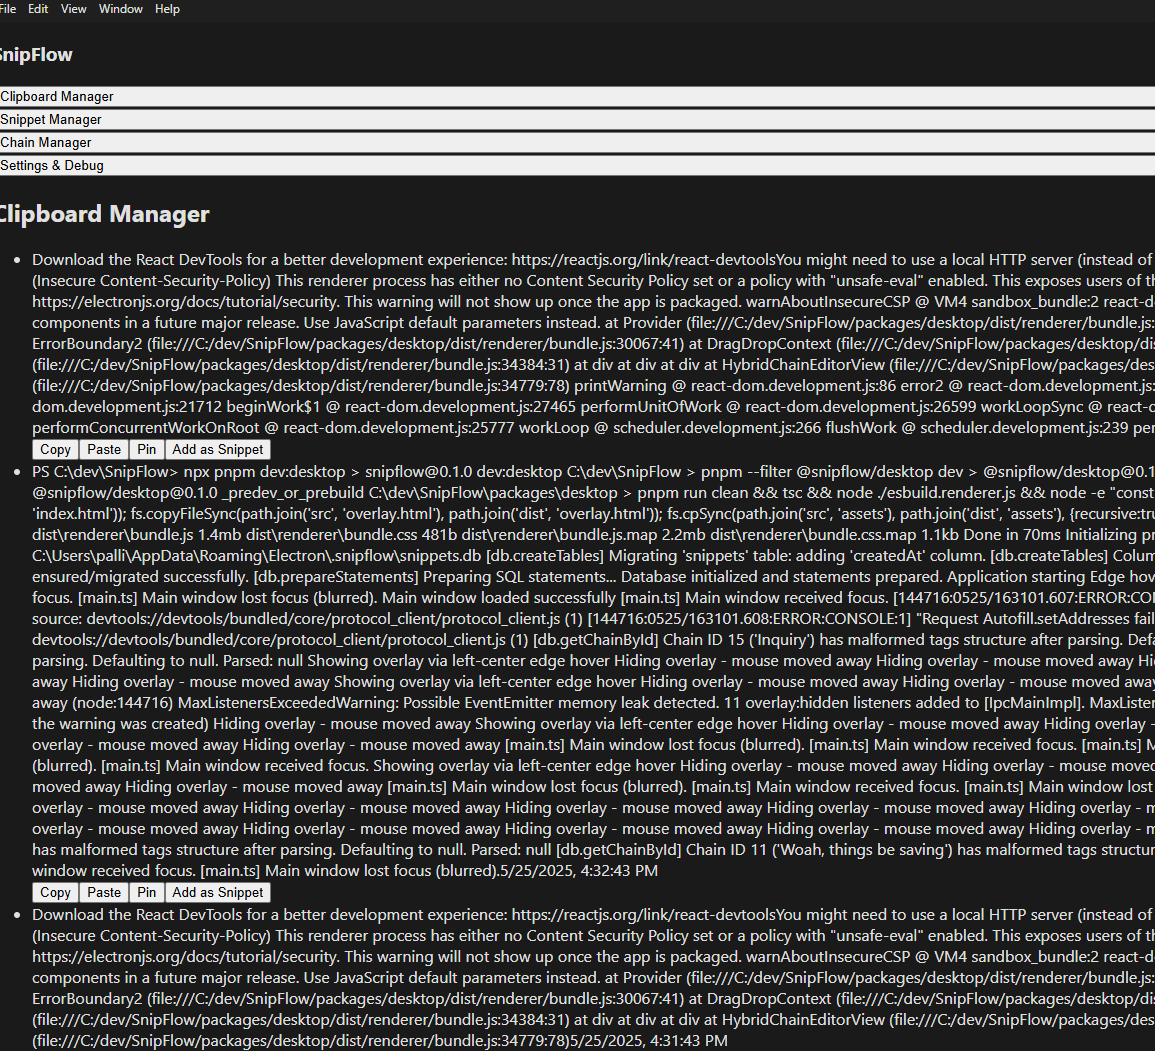 File Edit View Window Help
SnipFlow
Clipboard Manager
Snippet Manager
Chain Manager
Settings & Debug
Clipboard Manager
Download the React DevTools for a better development experience: https://reactjs.org/link/react-devtoolsYou might need to use a local HTTP server (instead of
(Insecure Content-Security-Policy) This renderer process has either no Content Security Policy set or a policy with "unsafe-eval" enabled. This exposes users of
https://electronjs.org/docs/tutorial/security. This warning will not show up once the app is packaged. warnAboutInsecureCSP @ VM4 sandbox_bundle:2
components in a future major release. Use JavaScript default parameters instead. at Provider (file:///C:/dev/SnipFlow/packages/desktop/dist/renderer/bundle.js:
ErrorBoundary2 (file:///C:/dev/SnipFlow/packages/desktop/dist/renderer/bundle.js:30067:41) at DragDropContext (file:///C:/dev/SnipFlow/packages/desktop/
(file:///C:/dev/SnipFlow/packages/desktop/dist/renderer/bundle.js:34384:31) at div at div at div at HybridChainEditorView (file:///C:/dev/SnipFlow/packages/
(file:///C:/dev/SnipFlow/packages/desktop/dist/renderer/bundle.js:34779:78) printWarning @ react-dom.development.js:86 error2 @ react-dom.development.js:
dom.development.js:21712 beginWork$1 @ react-dom.development.js:27465 performUnitOfWork @ react-dom.development.js:26599 workLoopSync @
performConcurrentWorkOnRoot @ react-dom.development.js:25777 workLoop @ scheduler.development.js:266 flushWork @ scheduler.development.js:239
Copy Paste Pin Add as Snippet
PS C:\dev\SnipFlow> npx pnpm dev:desktop > snipflow@0.1.0 dev:desktop C:\dev\SnipFlow > pnpm --filter @snipflow/desktop dev > @snipflow/desktop@0.1
@snipflow/desktop@0.1.0 _predev_or_prebuild C:\dev\SnipFlow\packages\desktop > pnpm run clean && tsc && node ./esbuild.renderer.js && node -e "const
'index.html')); fs.copyFileSync(path.join('src', 'overlay.html'), path.join('dist', 'overlay.html')); fs.cpSync(path.join('src', 'assets'), path.join('dist', 'assets'),
dist\renderer\bundle.js 1.4mb dist\renderer\bundle.css 481b dist\renderer\bundle.js.map 2.2mb dist\renderer\bundle.css.map 1.1kb Done in 70ms Initializing
C:\Users\palli\AppData\Roaming\Electron\.snipflow\snippets.db [db.createTables] Migrating 'snippets' table: adding 'createdAt' column. [db.createTables]
ensured/migrated successfully. [db.prepareStatements] Preparing SQL statements... Database initialized and statements prepared. Application starting Edge
focus. [main.ts] Main window lost focus (blurred). Main window loaded successfully [main.ts] Main window received focus. [144716:0525/163101.607:ERROR:
source: devtools://devtools/bundled/core/protocol_client/protocol_client.js (1) [144716:0525/163101.608:ERROR:CONSOLE:1] "Request Autofill.setAddresses
devtools://devtools/bundled/core/protocol_client/protocol_client.js (1) [db.getChainById] Chain ID 15 ('Inquiry') has malformed tags structure after parsing.
parsing. Defaulting to null. Parsed: null Showing overlay via left-center edge hover Hiding overlay - mouse moved away Hiding overlay - mouse moved away
away Hiding overlay - mouse moved away Showing overlay via left-center edge hover Hiding overlay - mouse moved away Hiding overlay - mouse moved away
away (node:144716) MaxListenersExceededWarning: Possible EventEmitter memory leak detected. 11 overlay:hidden listeners added to [IpcMainImpl].
the warning was created) Hiding overlay - mouse moved away Showing overlay via left-center edge hover Hiding overlay - mouse moved away Hiding overlay -
overlay - mouse moved away Hiding overlay - mouse moved away [main.ts] Main window lost focus (blurred). [main.ts] Main window received focus. [main.ts]
(blurred). [main.ts] Main window received focus. Showing overlay via left-center edge hover Hiding overlay - mouse moved away Hiding overlay - mouse
moved away Hiding overlay - mouse moved away [main.ts] Main window lost focus (blurred). [main.ts] Main window received focus. [main.ts] Main window lost
overlay - mouse moved away Hiding overlay - mouse moved away Hiding overlay - mouse moved away Hiding overlay - mouse moved away Hiding overlay -
overlay - mouse moved away Hiding overlay - mouse moved away Hiding overlay - mouse moved away Hiding overlay - mouse moved away Hiding overlay -
has malformed tags structure after parsing. Defaulting to null. Parsed: null [db.getChainById] Chain ID 11 ('Woah, things be saving') has malformed tags
window received focus. [main.ts] Main window lost focus (blurred).5/25/2025, 4:32:43 PM
Copy Paste Pin Add as Snippet
Download the React DevTools for a better development experience: https://reactjs.org/link/react-devtoolsYou might need to use a local HTTP server (instead of
(Insecure Content-Security-Policy) This renderer process has either no Content Security Policy set or a policy with "unsafe-eval" enabled. This exposes users of
https://electronjs.org/docs/tutorial/security. This warning will not show up once the app is packaged. warnAboutInsecureCSP @ VM4 sandbox_bundle:2
components in a future major release. Use JavaScript default parameters instead. at Provider (file:///C:/dev/SnipFlow/packages/desktop/dist/renderer/bundle.js:
ErrorBoundary2 (file:///C:/dev/SnipFlow/packages/desktop/dist/renderer/bundle.js:30067:41) at DragDropContext (file:///C:/dev/SnipFlow/packages/desktop/
(file:///C:/dev/SnipFlow/packages/desktop/dist/renderer/bundle.js:34384:31) at div at div at div at HybridChainEditorView (file:///C:/dev/SnipFlow/packages/
(file:///C:/dev/SnipFlow/packages/desktop/dist/renderer/bundle.js:34779:78)5/25/2025, 4:31:43 PM